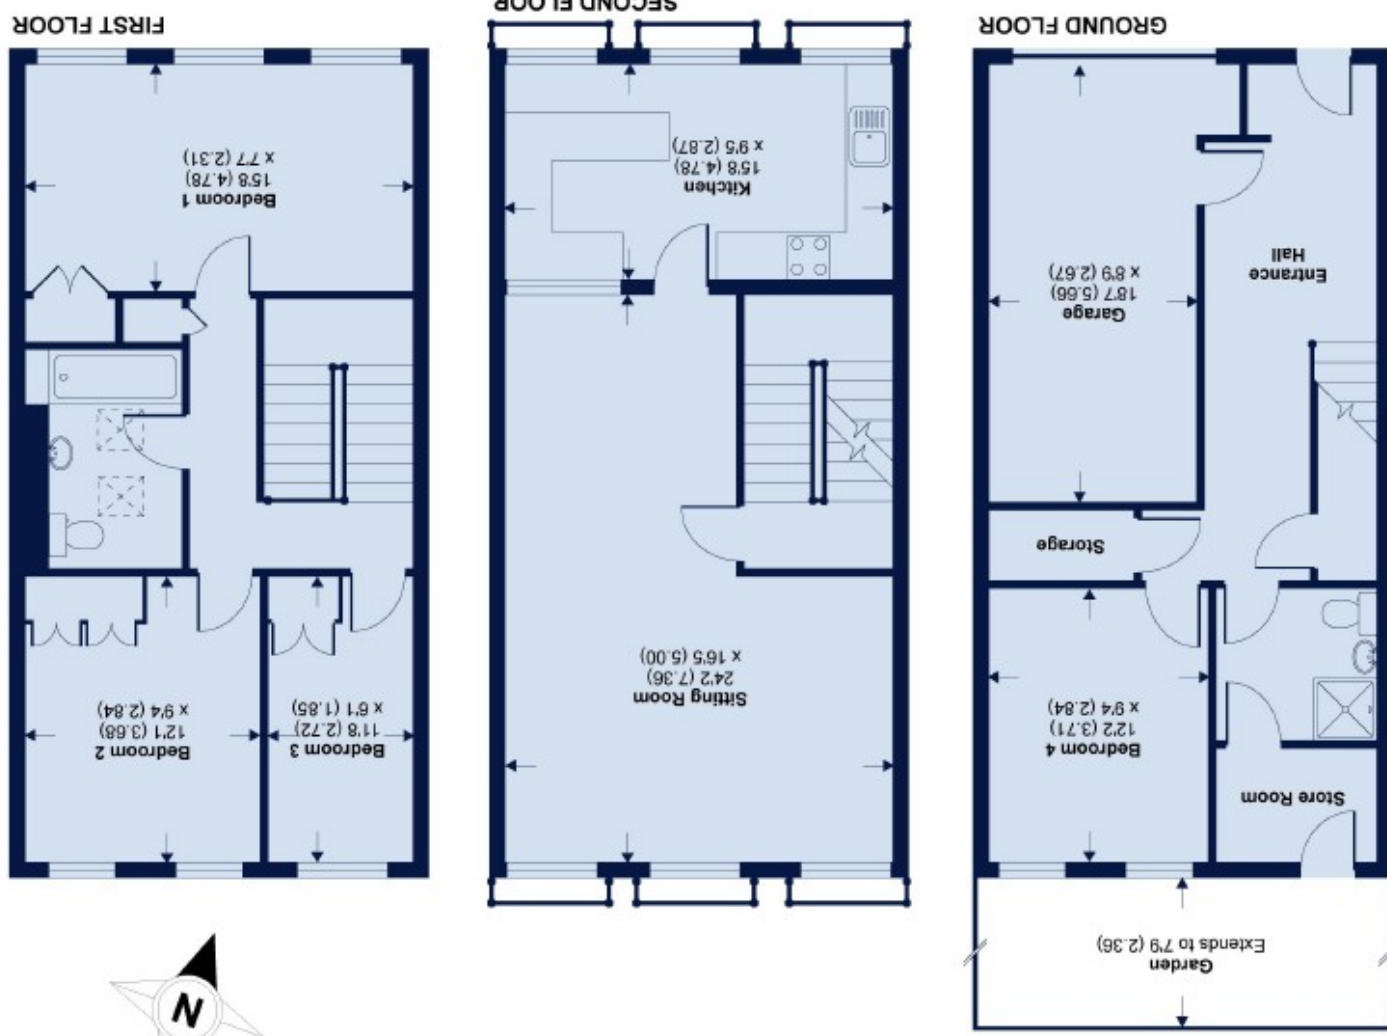 Garden
Extends to 7'9 (2.36)
Store Room
Bedroom 4
12'2 (3.71)
x 9'4 (2.84)
Storage
Entrance
Hall
Garage
18'7 (5.66)
x 8'9 (2.67)
GROUND FLOOR
Sitting Room
24'2 (7.36)
x 16'5 (5.00)
Kitchen
15'8 (4.78)
x 9'5 (2.87)
SECOND FLOOR
N
Bedroom 3
11'8 (2.72)
x 6'1 (1.85)
Bedroom 2
12'1 (3.68)
x 9'4 (2.84)
Bedroom 1
15'8 (4.78)
x 7'7 (2.31)
FIRST FLOOR